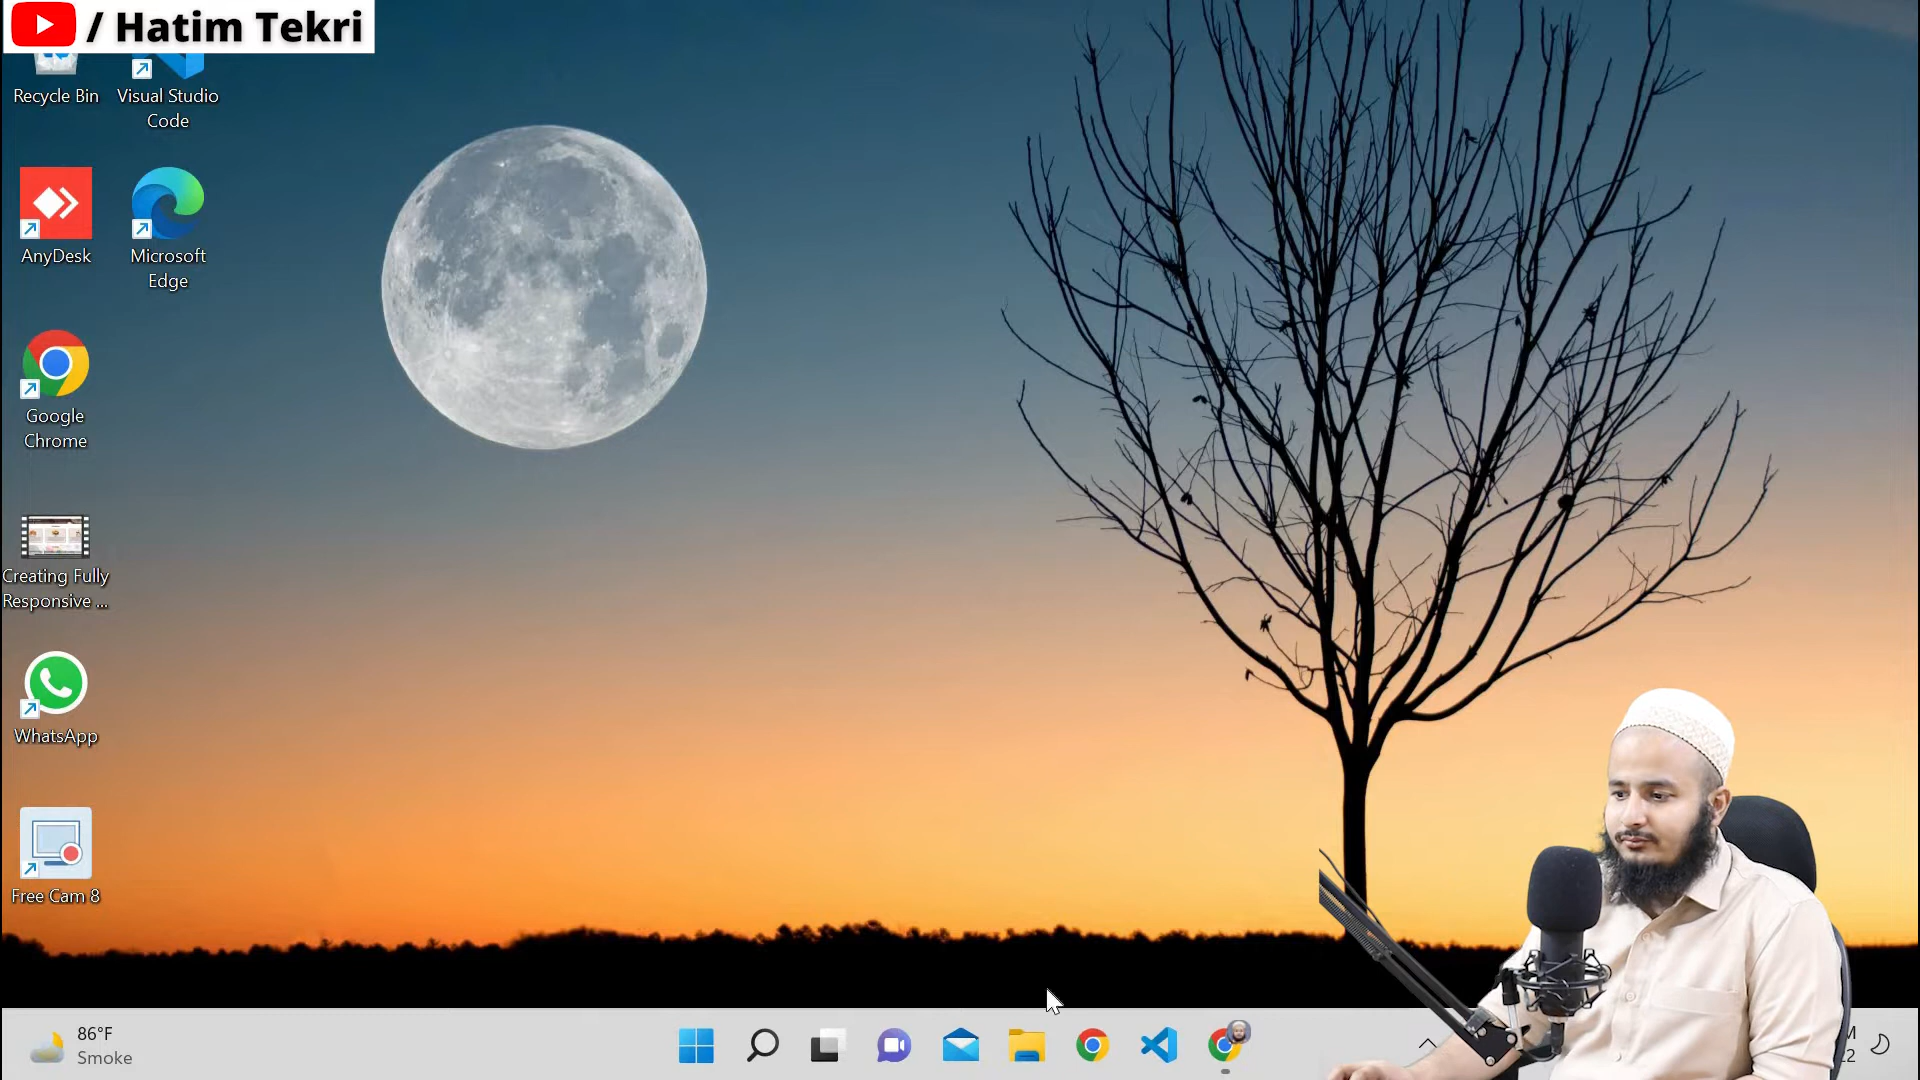 / Hatim Tekri
Recycle Bin
Visual Studio
Code
AnyDesk
Microsoft
Edge
Google
Chrome
Creating Fully
Responsive ...
WhatsApp
Free Cam 8
86°F
Smoke